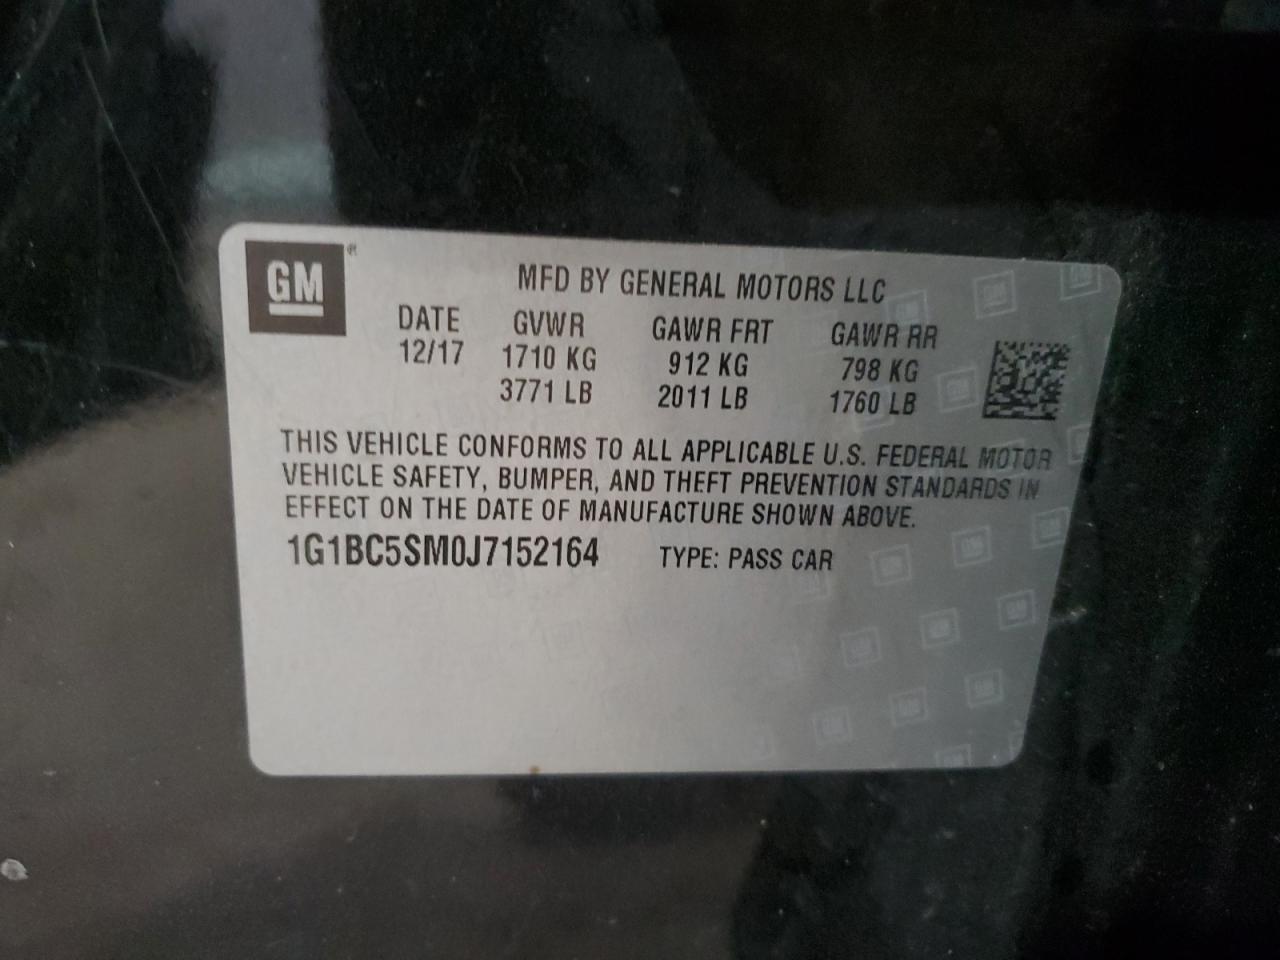 GM®
MFD BY GENERAL MOTORS LLC
DATE GVWR GAWR FRT GAWR RR
12/17 1710 KG 912 KG 798 KG
3771 LB 2011 LB 1760 LB
THIS VEHICLE CONFORMS TO ALL APPLICABLE U.S. FEDERAL MOTOR
VEHICLE SAFETY, BUMPER, AND THEFT PREVENTION STANDARDS IN
EFFECT ON THE DATE OF MANUFACTURE SHOWN ABOVE.
1G1BC5SM0J7152164 TYPE: PASS CAR